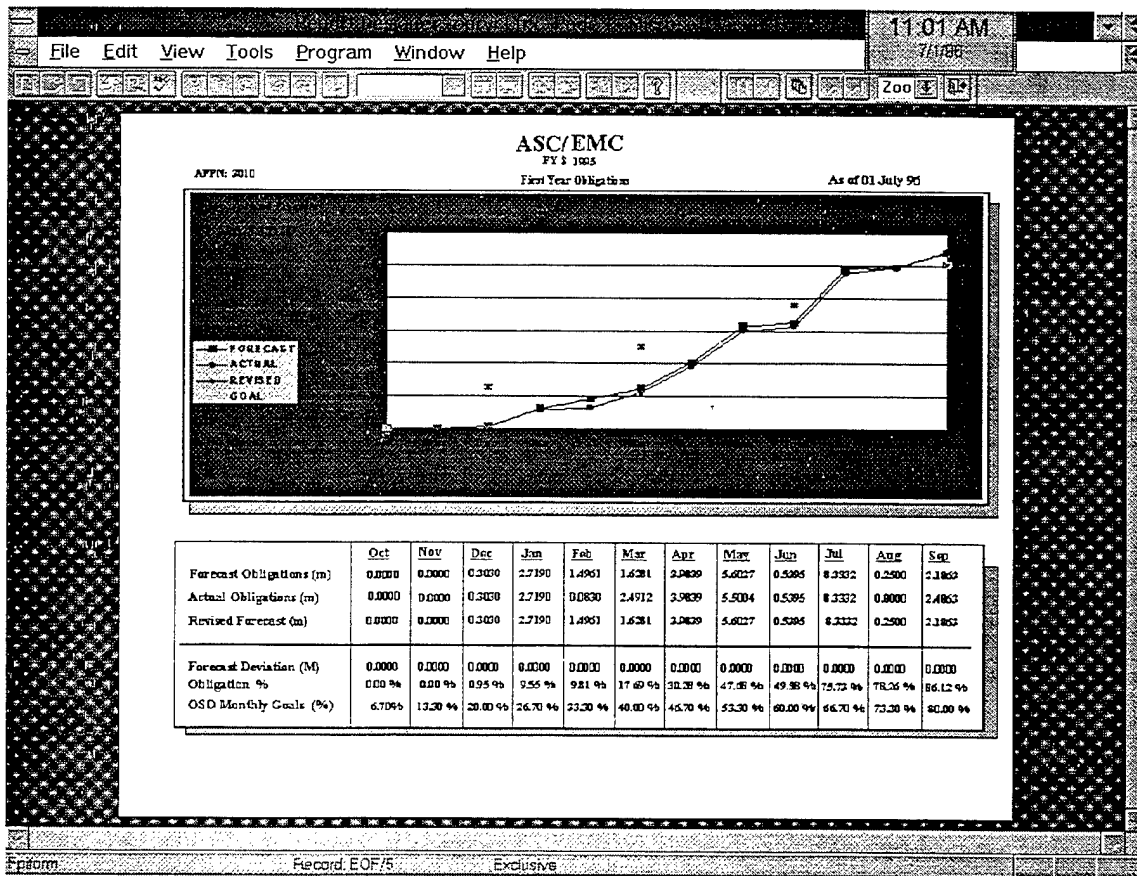 11:01 AM
File Edit View Tools Program Window Help
Zoo
ASC/EMC
FY $ 1995
APPN: 3010 First Year Obligations As of 01 July 96
FORECAST
ACTUAL
REVISED
GOAL
Oct Nov Dec Jan Feb Mar Apr May Jun Jul Aug Sep
Forecast Obligations (m) 0.0000 0.0000 0.3030 2.7190 1.4961 1.6281 3.9839 5.6027 0.5395 8.3332 0.2500 2.1863
Actual Obligations (m) 0.0000 0.0000 0.3030 2.7190 0.0830 2.4912 3.9839 5.5004 0.5395 8.3332 0.8000 2.4863
Revised Forecast (m) 0.0000 0.0000 0.3030 2.7190 1.4961 1.6281 3.9839 5.6027 0.5395 8.3332 0.2500 2.1863
Forecast Deviation (M) 0.0000 0.0000 0.0000 0.0000 0.0000 0.0000 0.0000 0.0000 0.0000 0.0000 0.0000 0.0000
Obligation % 0.00 % 0.00 % 0.95 % 9.55 % 9.81 % 17.69 % 30.28 % 47.68 % 49.38 % 75.73 % 78.26 % 86.12 %
OSD Monthly Goals (%) 6.70% 13.30 % 20.00 % 26.70 % 33.30 % 40.00 % 46.70 % 53.30 % 60.00 % 66.70 % 73.30 % 80.00 %
Record: EOF/5 Exclusive